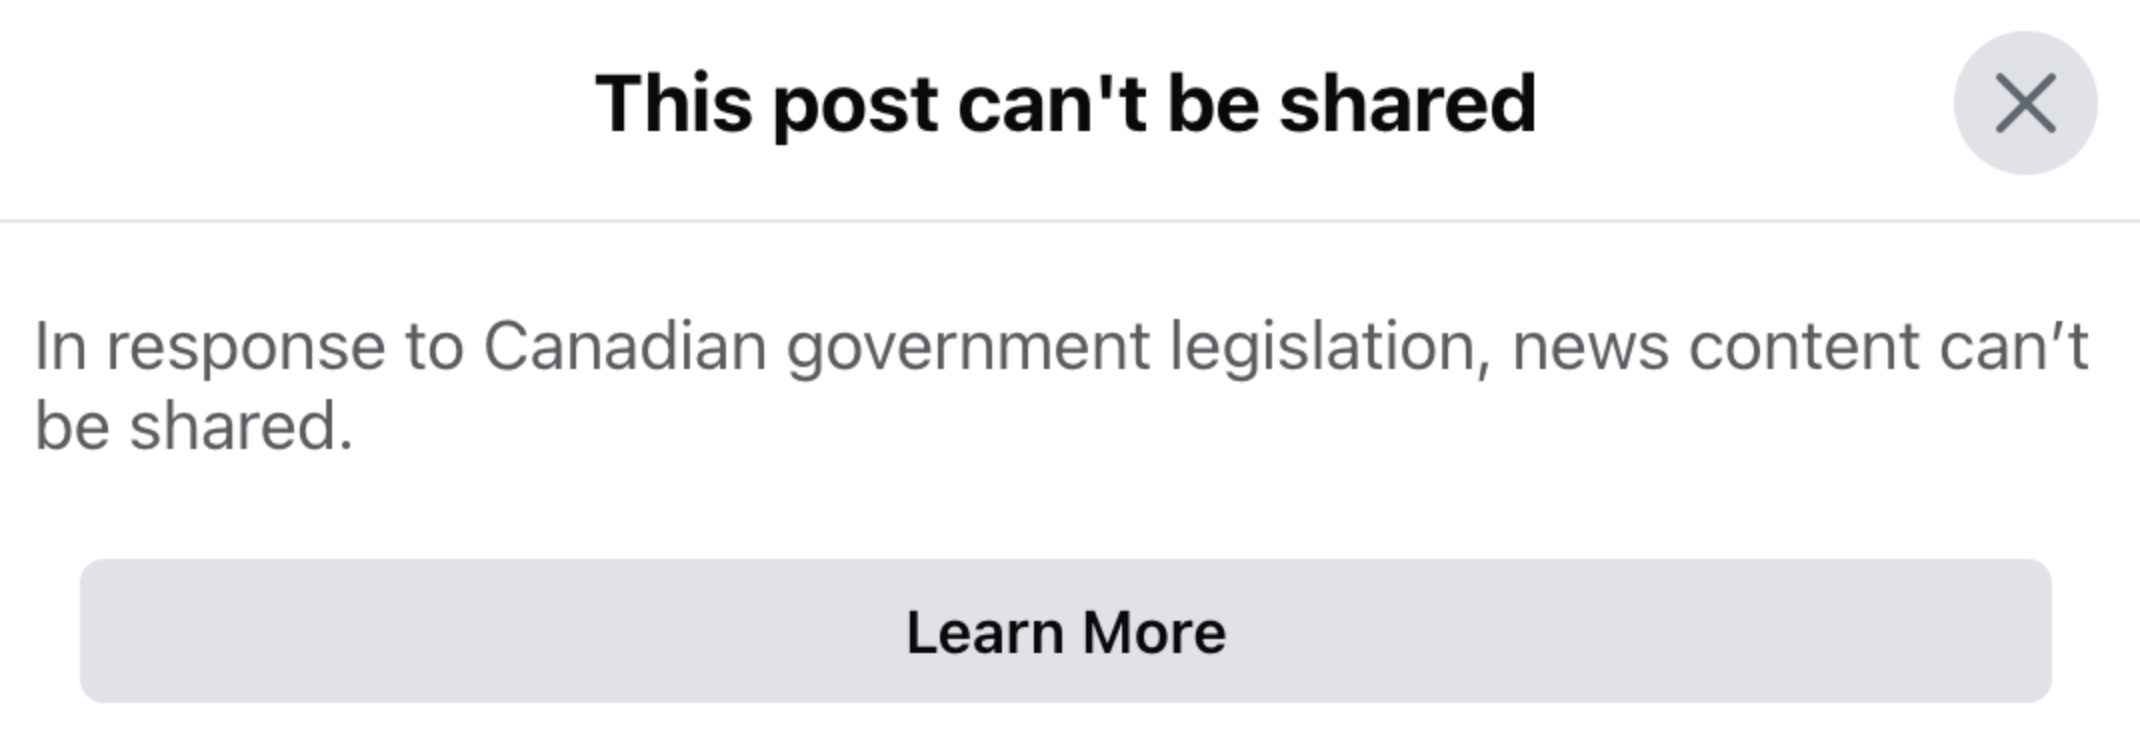 This post can't be shared
In response to Canadian government legislation, news content can’t
be shared.
Learn More